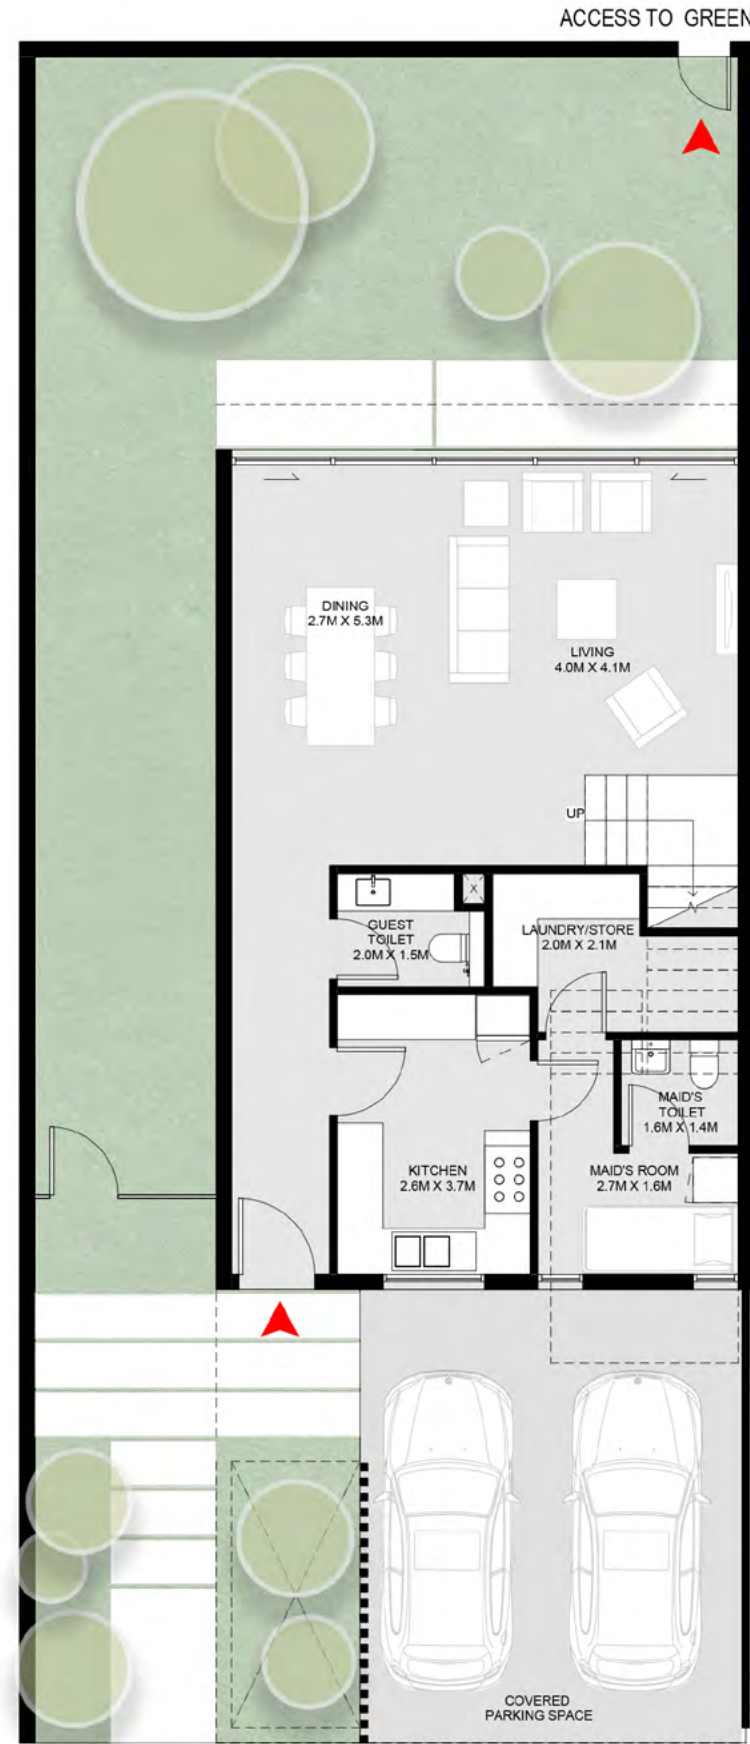 ACCESS TO GREEN
DINING
2.7M X 5.3M
LIVING
4.0M X 4.1M
UP
X
GUEST
TOILET
2.0M X 1.5M
LAUNDRY/STORE
2.0M X 2.1M
MAID'S
TOILET
1.6M X 1.4M
KITCHEN
2.6M X 3.7M
MAID'S ROOM
2.7M X 1.6M
COVERED
PARKING SPACE